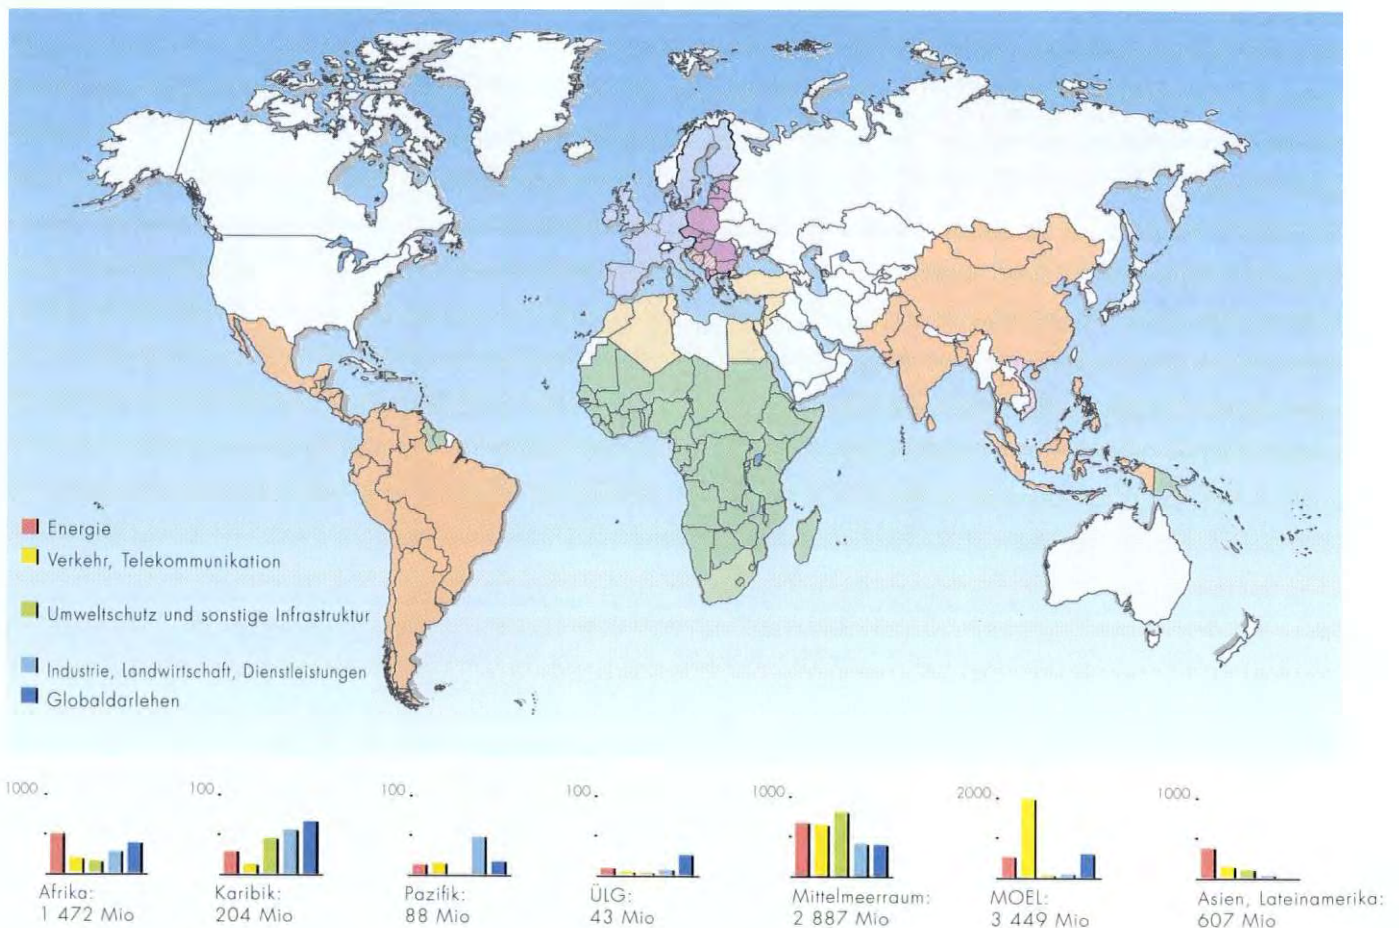 Energie
Verkehr, Telekommunikation
Umweltschutz und sonstige Infrastruktur
Industrie, Landwirtschaft, Dienstleistungen
Globaldarlehen
1000
100
100
100
1000
2000
1000
Afrika:
1 472 Mio
Karibik:
204 Mio
Pazifik:
88 Mio
ÜLG:
43 Mio
Mittelmeerraum:
2 887 Mio
MOEL:
3 449 Mio
Asien, Lateinamerika:
607 Mio